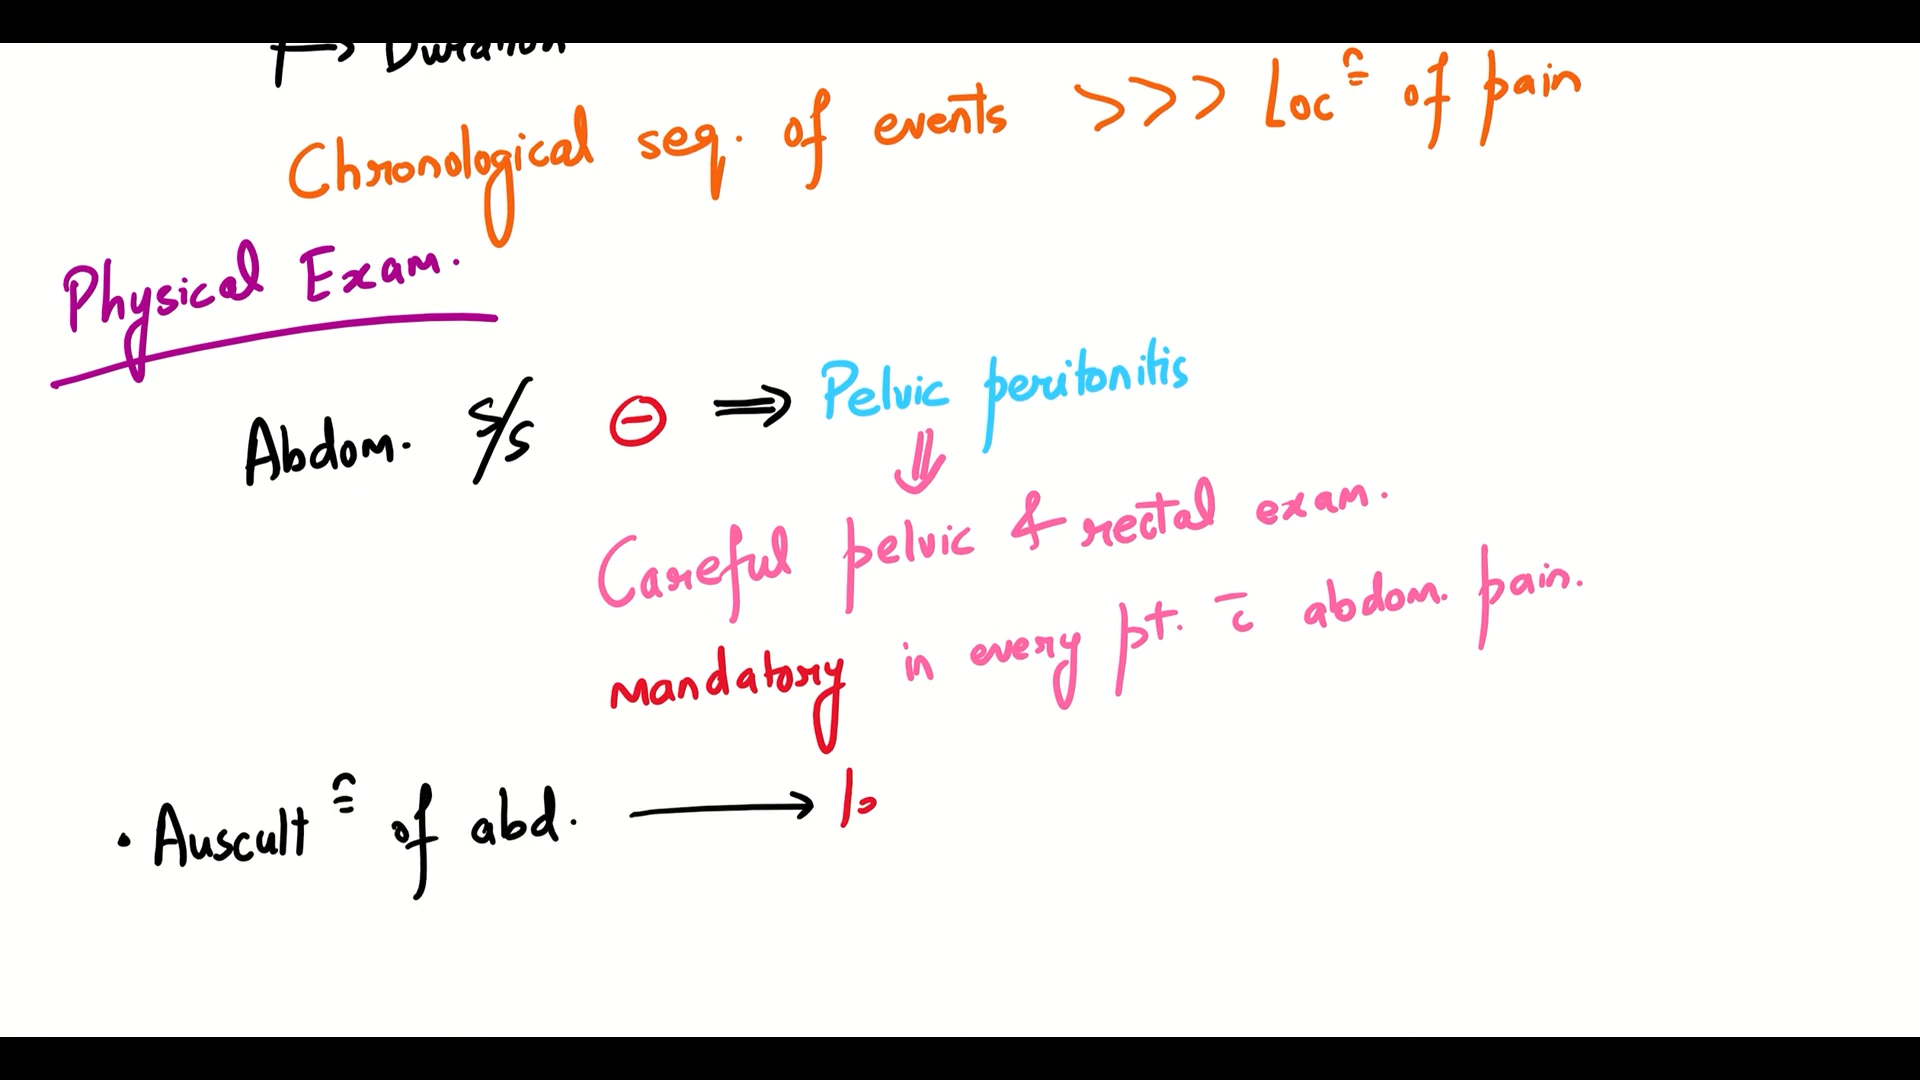 → Duration
Chronological seq. of events >>> Locⁿ of pain
Physical Exam.
Abdom. S/S ⊖ ⇒ Pelvic peritonitis
⇓
Careful pelvic & rectal exam.
mandatory in every pt. c̄ abdom. pain.
• Auscultⁿ of abd. →